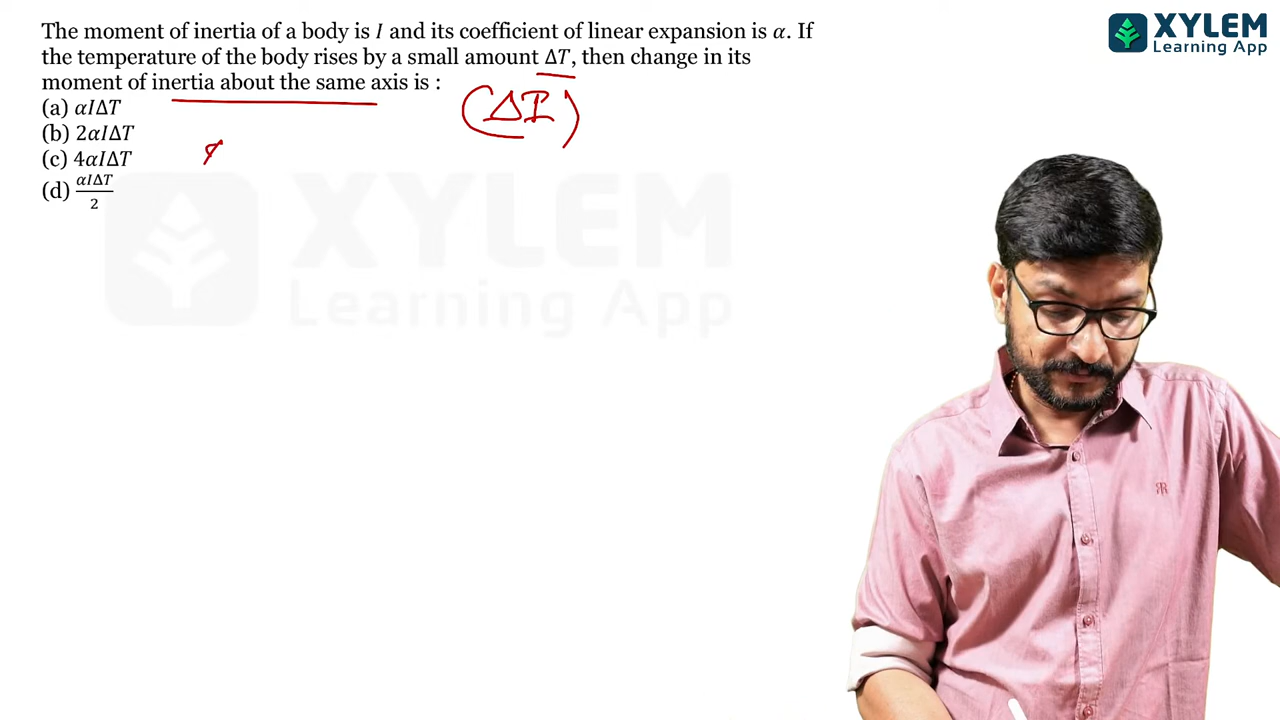 The moment of inertia of a body is I and its coefficient of linear expansion is α. If
the temperature of the body rises by a small amount ΔT, then change in its
moment of inertia about the same axis is :
(ΔI)
(a) αIΔT
(b) 2αIΔT
(c) 4αIΔT
(d) αIΔT/2
XYLEM
Learning App
XYLEM
Learning App